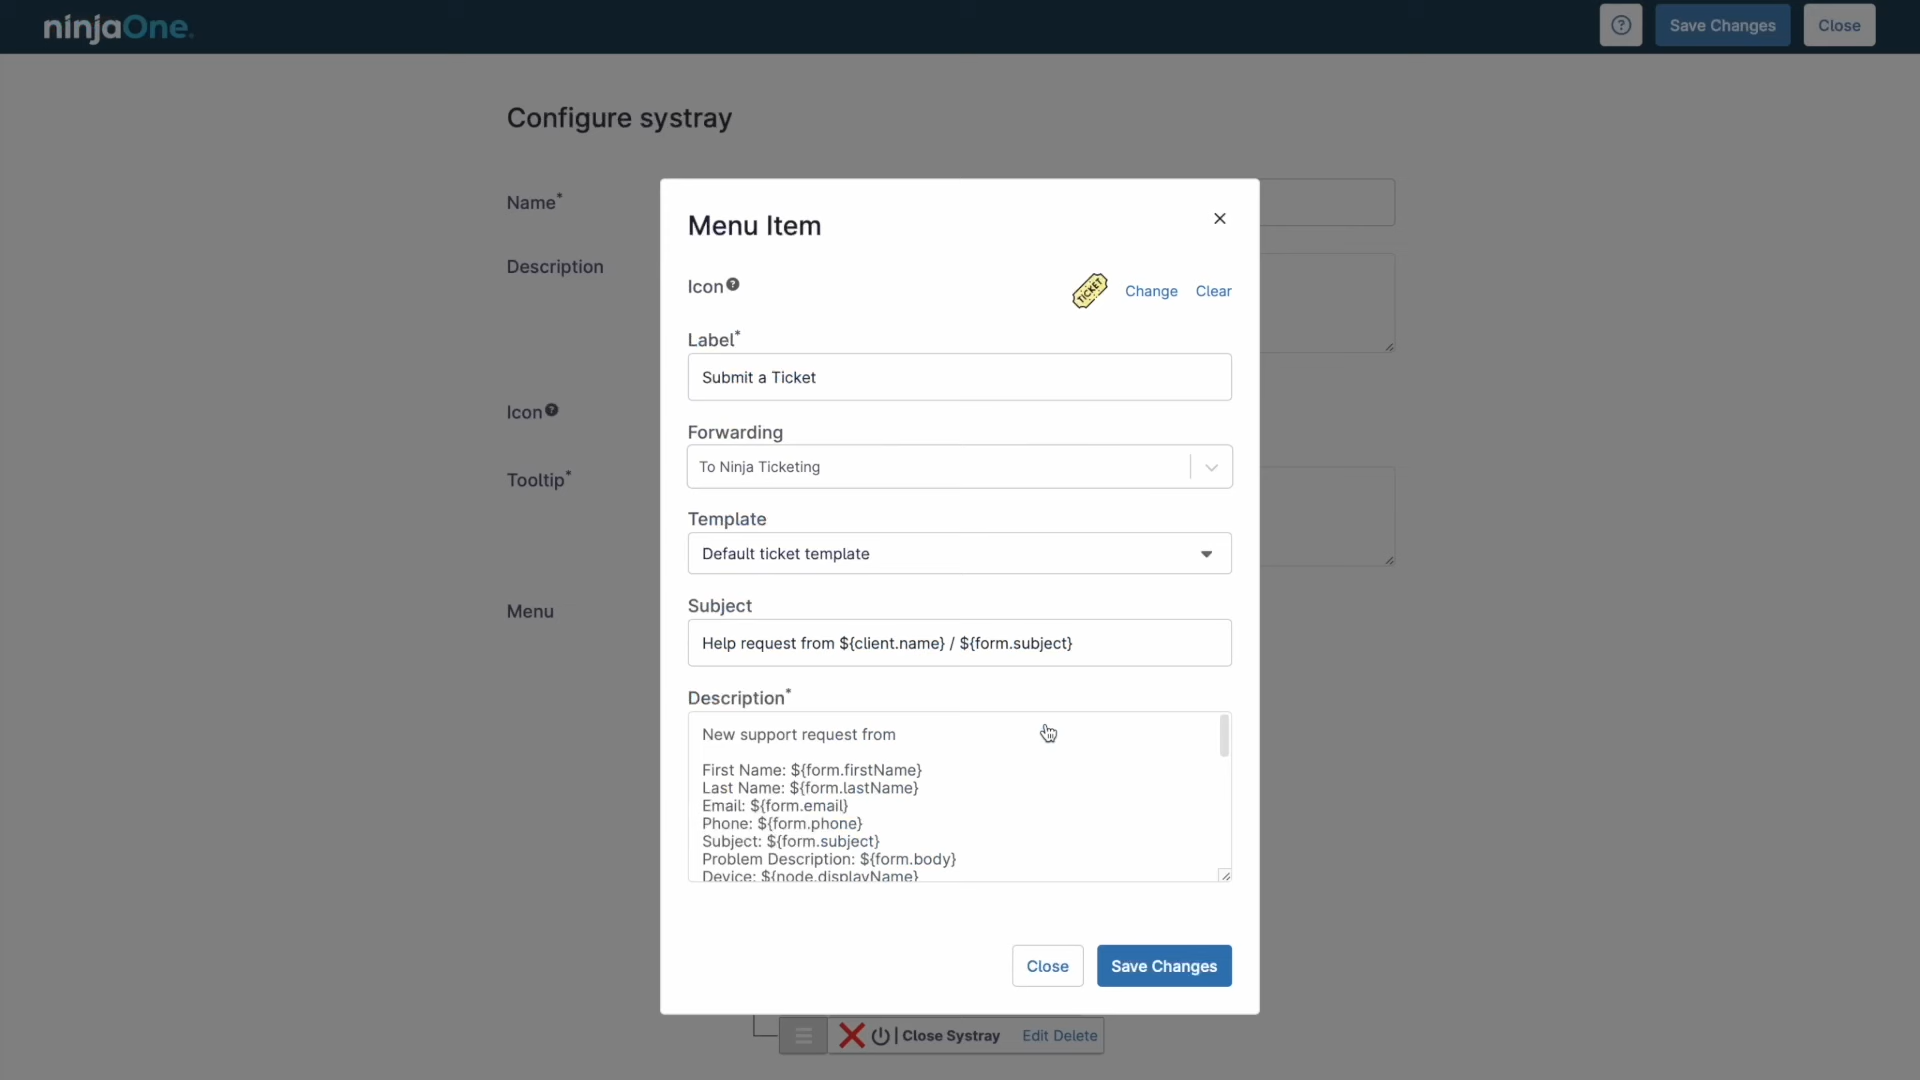 ninjaOne.
Save Changes
Close
Configure systray
Name*
Description
Icon
Tooltip*
Menu
Menu Item
Icon
TICKET
Change
Clear
Label*
Submit a Ticket
Forwarding
To Ninja Ticketing
Template
Default ticket template
Subject
Help request from ${client.name} / ${form.subject}
Description*
New support request from
First Name: ${form.firstName}
Last Name: ${form.lastName}
Email: ${form.email}
Phone: ${form.phone}
Subject: ${form.subject}
Problem Description: ${form.body}
Device: ${node.displayName}
Close
Save Changes
| Close Systray
Edit Delete